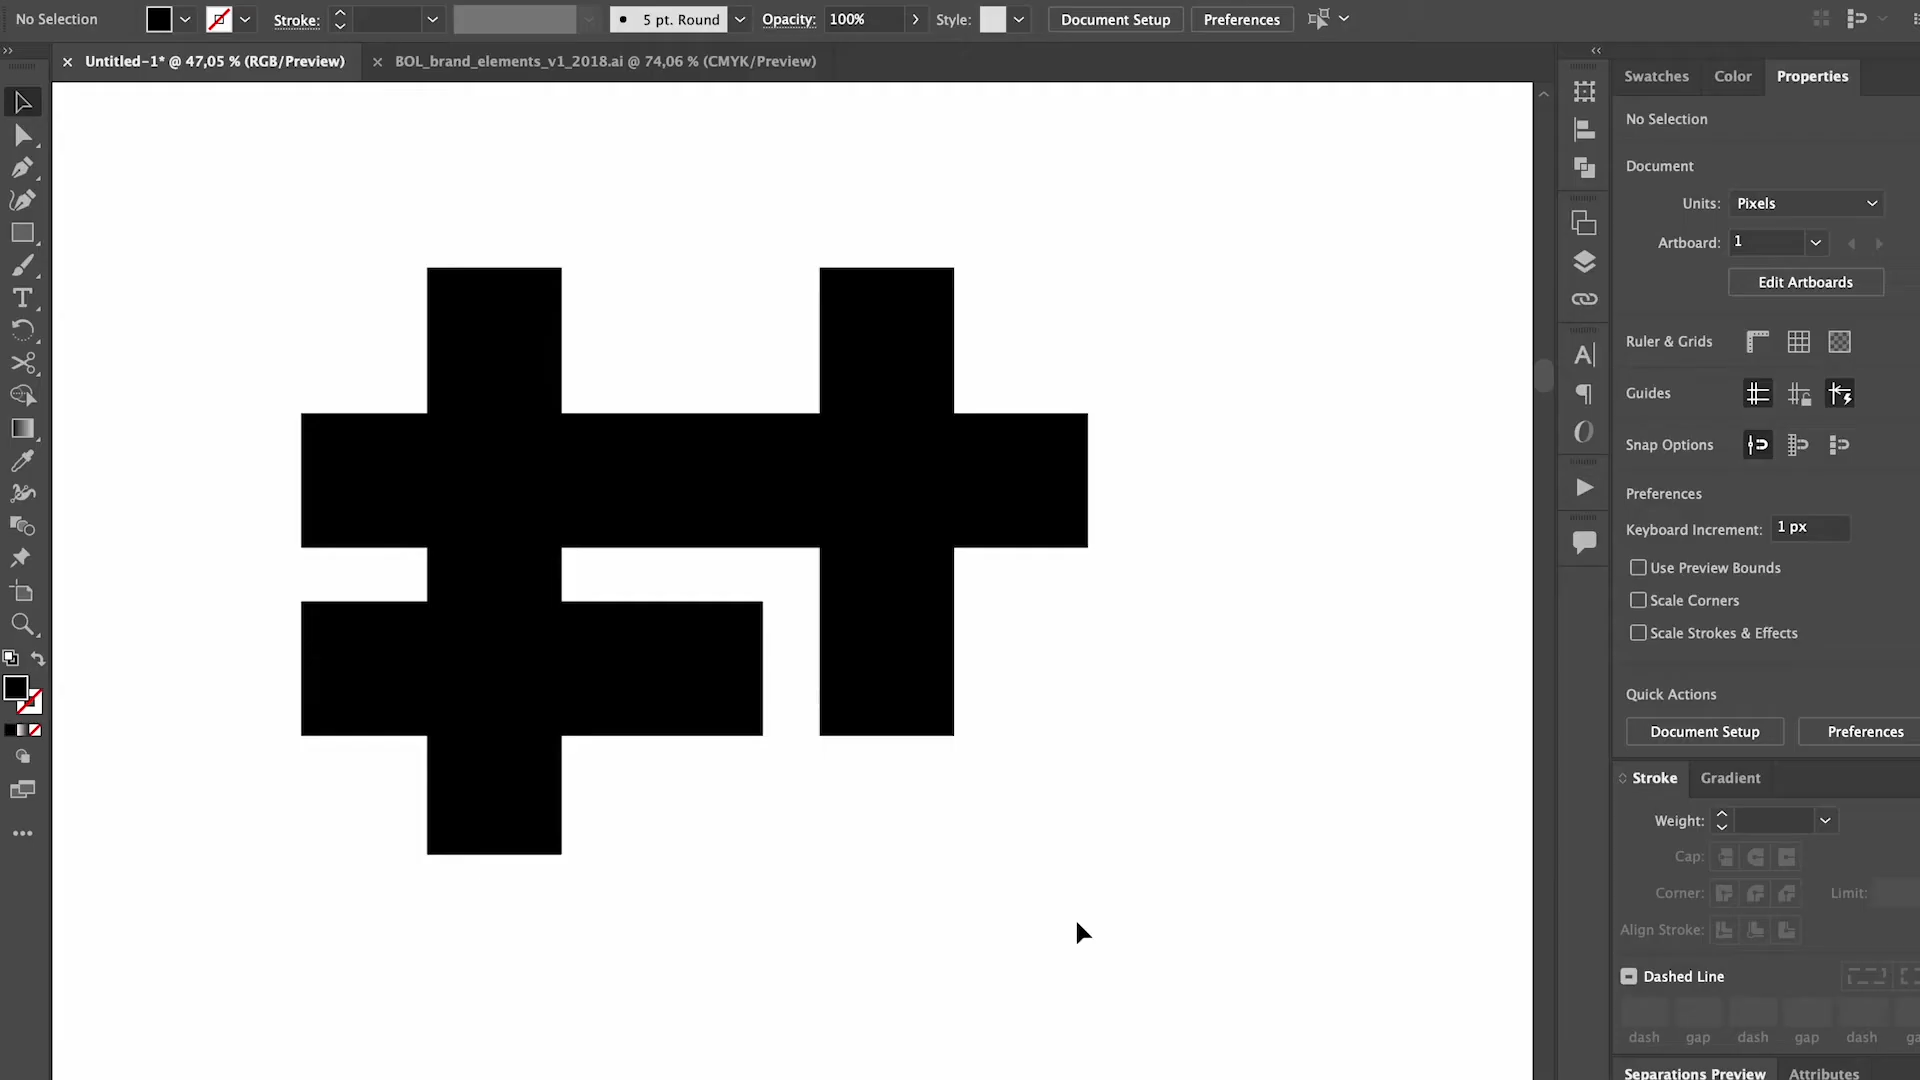 No Selection
Stroke:
5 pt. Round
Opacity: 100%
Style:
Document Setup
Preferences
Untitled-1* @ 47,05 % (RGB/Preview)
BOL_brand_elements_v1_2018.ai @ 74,06 % (CMYK/Preview)
Swatches
Color
Properties
No Selection
Document
Units: Pixels
Artboard: 1
Edit Artboards
Ruler & Grids
Guides
Snap Options
Preferences
Keyboard Increment: 1 px
Use Preview Bounds
Scale Corners
Scale Strokes & Effects
Quick Actions
Document Setup
Preferences
Stroke
Gradient
Weight:
Cap:
Corner:
Limit:
Align Stroke:
Dashed Line
dash gap dash gap dash ga
Separations Preview
Attributes